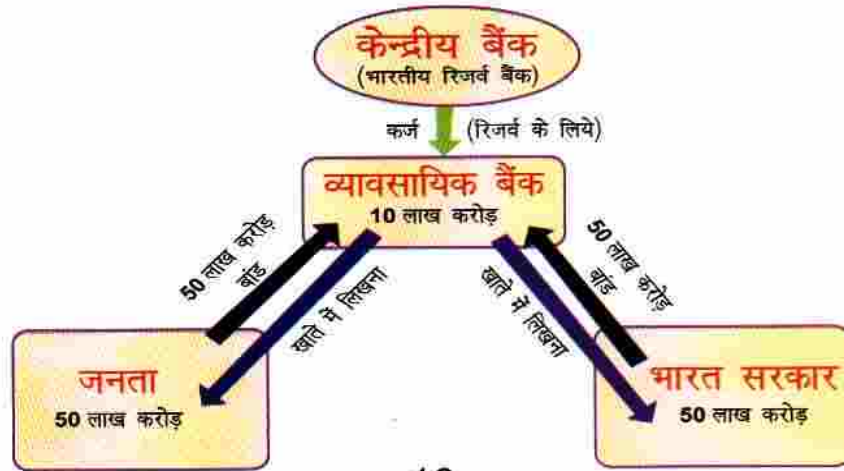 केन्द्रीय बैंक
(भारतीय रिजर्व बैंक)
कर्ज (रिजर्व के लिये)
व्यावसायिक बैंक
10 लाख करोड़
50 लाख करोड़
बांड
खाते में लिखना
खाते में लिखना
50 लाख करोड़
बांड
जनता
50 लाख करोड़
भारत सरकार
50 लाख करोड़